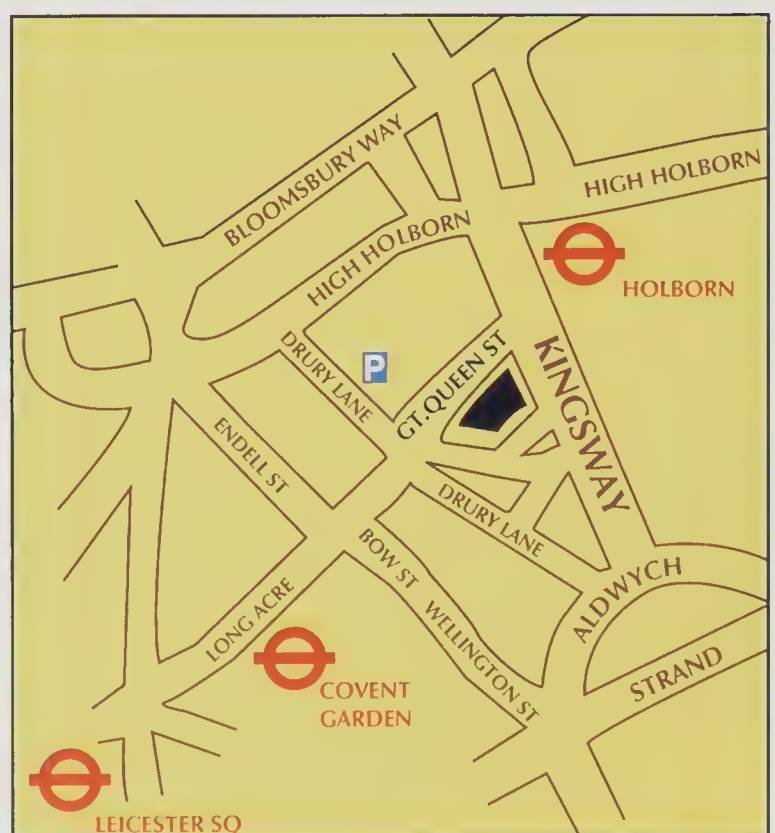 BLOOMSBURY WAY
HIGH HOLBORN
HIGH HOLBORN
HOLBORN
DRURY LANE
P
GT. QUEEN ST
KINGSWAY
ENDELL ST
DRURY LANE
BOW ST
ALDWYCH
LONG ACRE
WELLINGTON ST
STRAND
COVENT
GARDEN
LEICESTER SQ